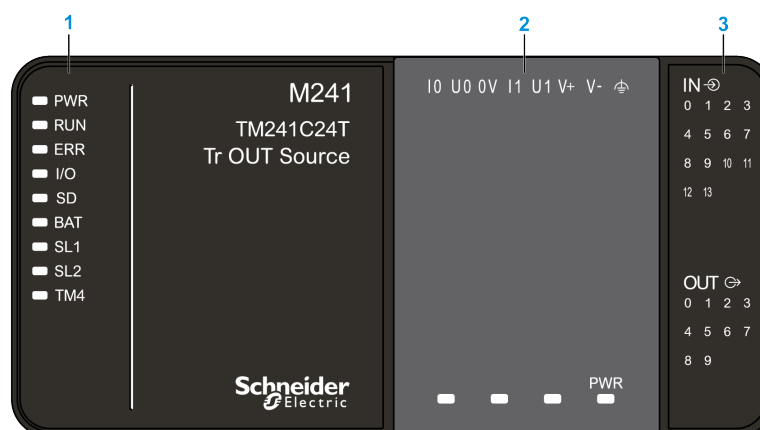 1
2
3
PWR
RUN
ERR
I/O
SD
BAT
SL1
SL2
TM4
M241
TM241C24T
Tr OUT Source
Schneider
Electric
I0 U0 0V I1 U1 V+ V-
PWR
IN
0 1 2 3
4 5 6 7
8 9 10 11
12 13
OUT
0 1 2 3
4 5 6 7
8 9